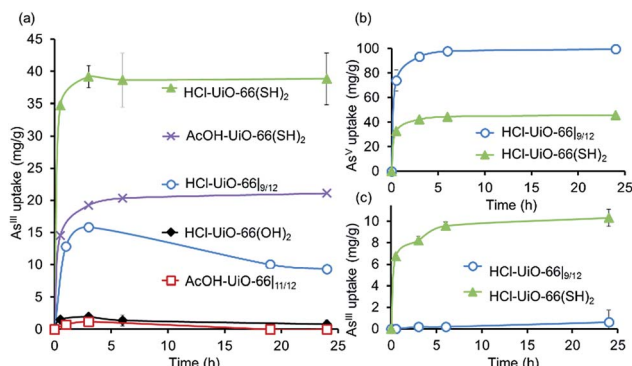 (a)
As^III uptake (mg/g)
45
40
35
30
25
20
15
10
5
0
HCl-UiO-66(SH)₂
AcOH-UiO-66(SH)₂
HCl-UiO-66|9/12
HCl-UiO-66(OH)₂
AcOH-UiO-66|11/12
0 5 10 15 20 25
Time (h)
(b)
As^V uptake (mg/g)
100
80
60
40
20
0
HCl-UiO-66|9/12
HCl-UiO-66(SH)₂
0 5 10 15 20 25
Time (h)
(c)
As^III uptake (mg/g)
10
8
6
4
2
0
HCl-UiO-66|9/12
HCl-UiO-66(SH)₂
0 5 10 15 20 25
Time (h)